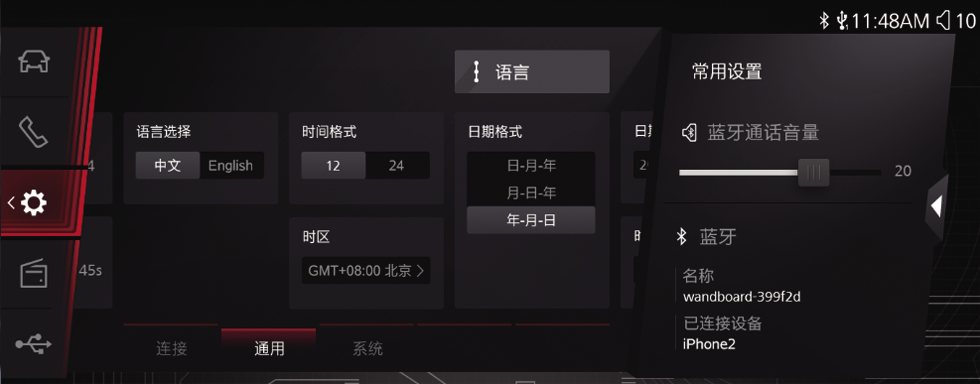 11:48AM 10
语言
常用设置
语言选择
中文 English
时间格式
12 24
日期格式
日-月-年
月-日-年
年-月-日
时区
GMT+08:00 北京
45s
4
蓝牙通话音量
20
蓝牙
名称
wandboard-399f2d
已连接设备
iPhone2
连接 通用 系统